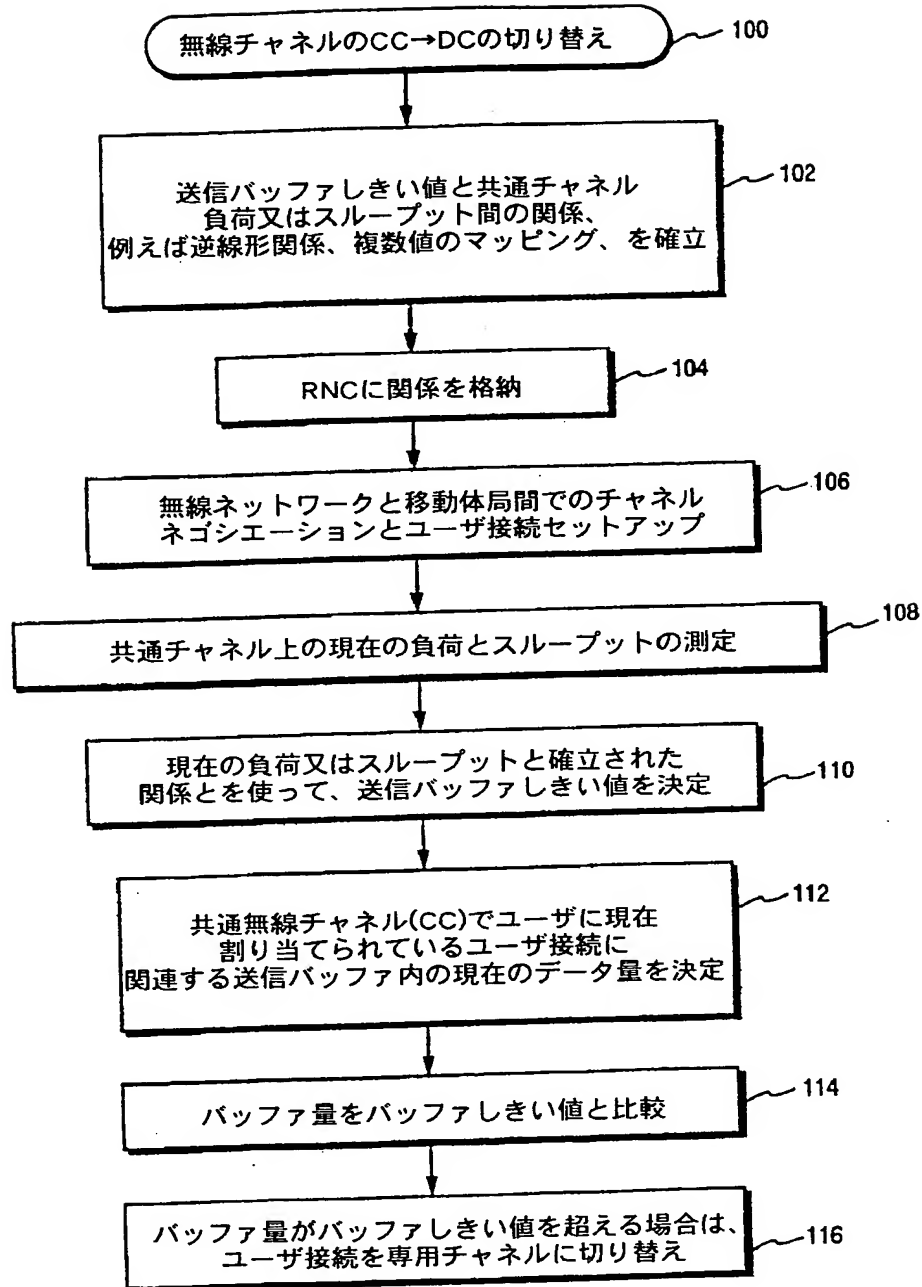 無線チャネルのCC→DCの切り替え
100
送信バッファしきい値と共通チャネル
負荷又はスループット間の関係、
例えば逆線形関係、複数値のマッピング、を確立
102
RNCに関係を格納
104
無線ネットワークと移動体局間でのチャネル
ネゴシエーションとユーザ接続セットアップ
106
共通チャネル上の現在の負荷とスループットの測定
108
現在の負荷又はスループットと確立された
関係とを使って、送信バッファしきい値を決定
110
共通無線チャネル(CC)でユーザに現在
割り当てられているユーザ接続に
関連する送信バッファ内の現在のデータ量を決定
112
バッファ量をバッファしきい値と比較
114
バッファ量がバッファしきい値を超える場合は、
ユーザ接続を専用チャネルに切り替え
116